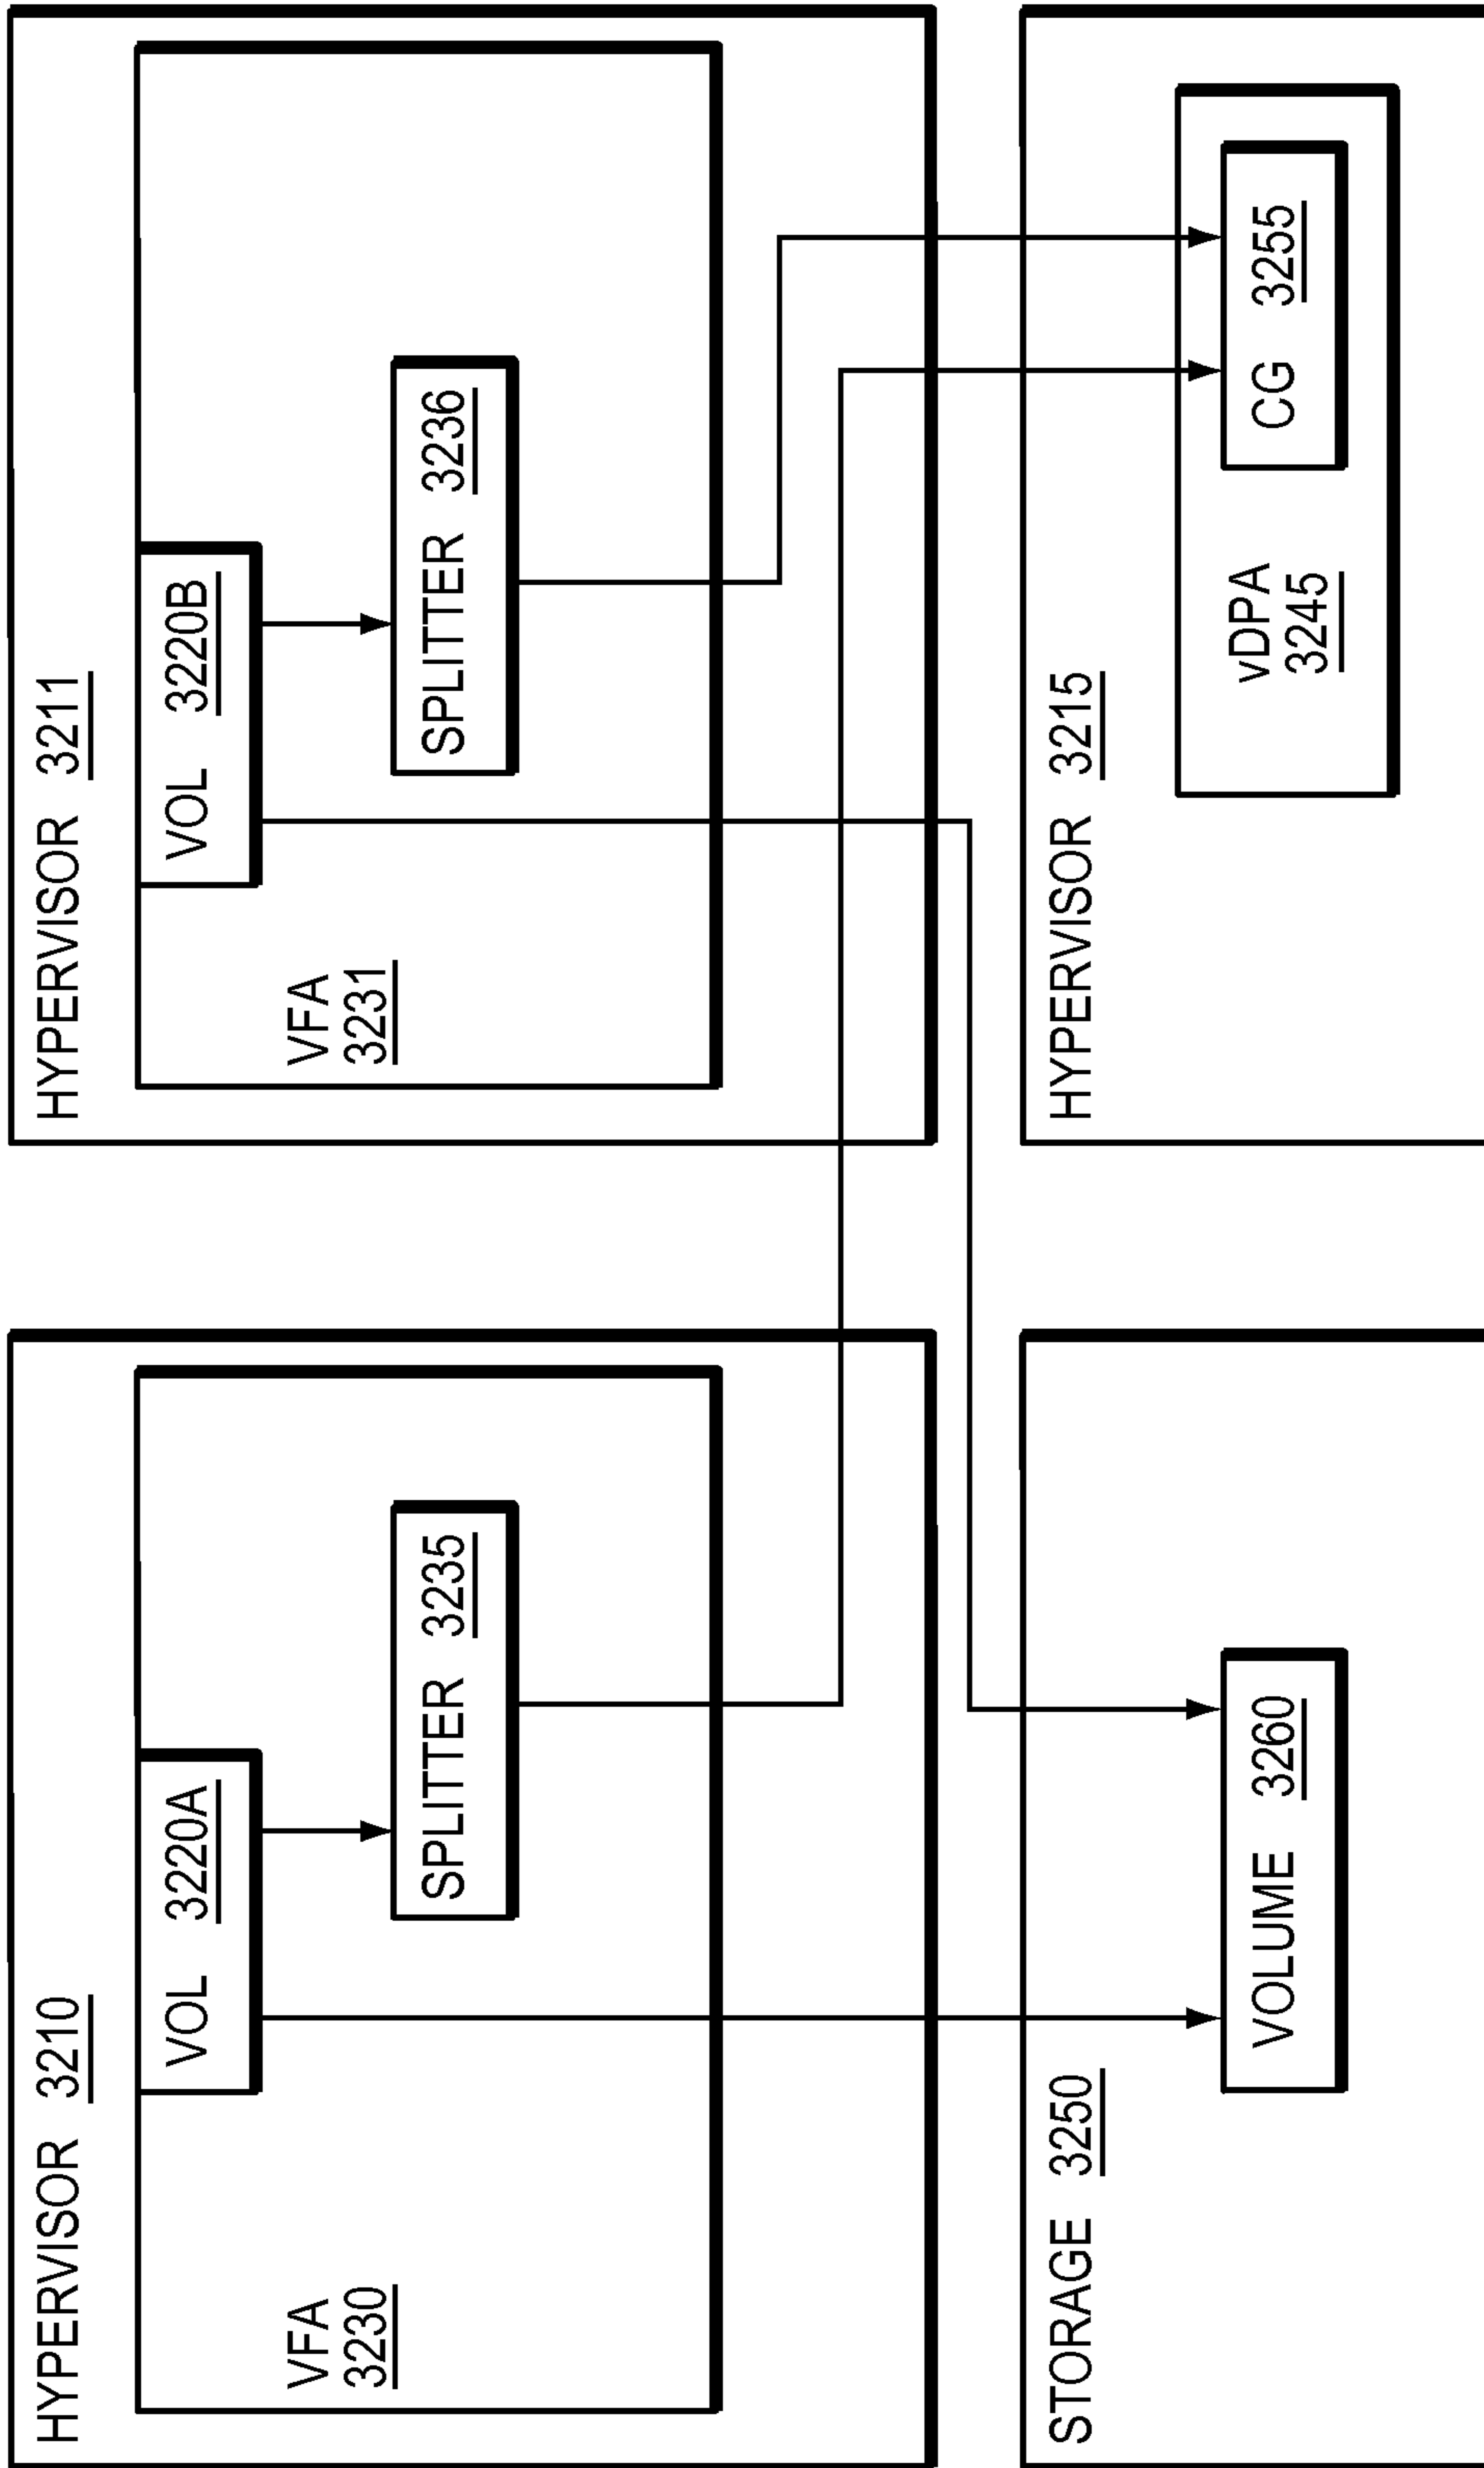 HYPERVISOR 3210
VOL 3220A
VFA
3230
SPLITTER 3235
HYPERVISOR 3211
VOL 3220B
VFA
3231
SPLITTER 3236
STORAGE 3250
VOLUME 3260
HYPERVISOR 3215
vDPA
3245
CG 3255